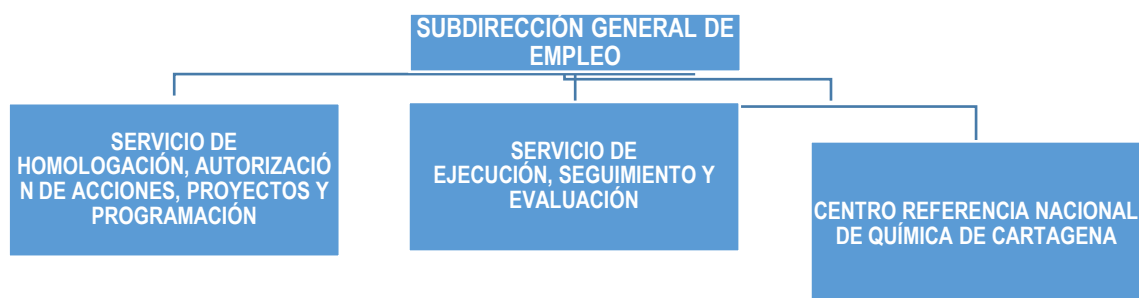 SUBDIRECCIÓN GENERAL DE
EMPLEO
SERVICIO DE
HOMOLOGACIÓN, AUTORIZACIÓ
N DE ACCIONES, PROYECTOS Y
PROGRAMACIÓN
SERVICIO DE
EJECUCIÓN, SEGUIMIENTO Y
EVALUACIÓN
CENTRO REFERENCIA NACIONAL
DE QUÍMICA DE CARTAGENA